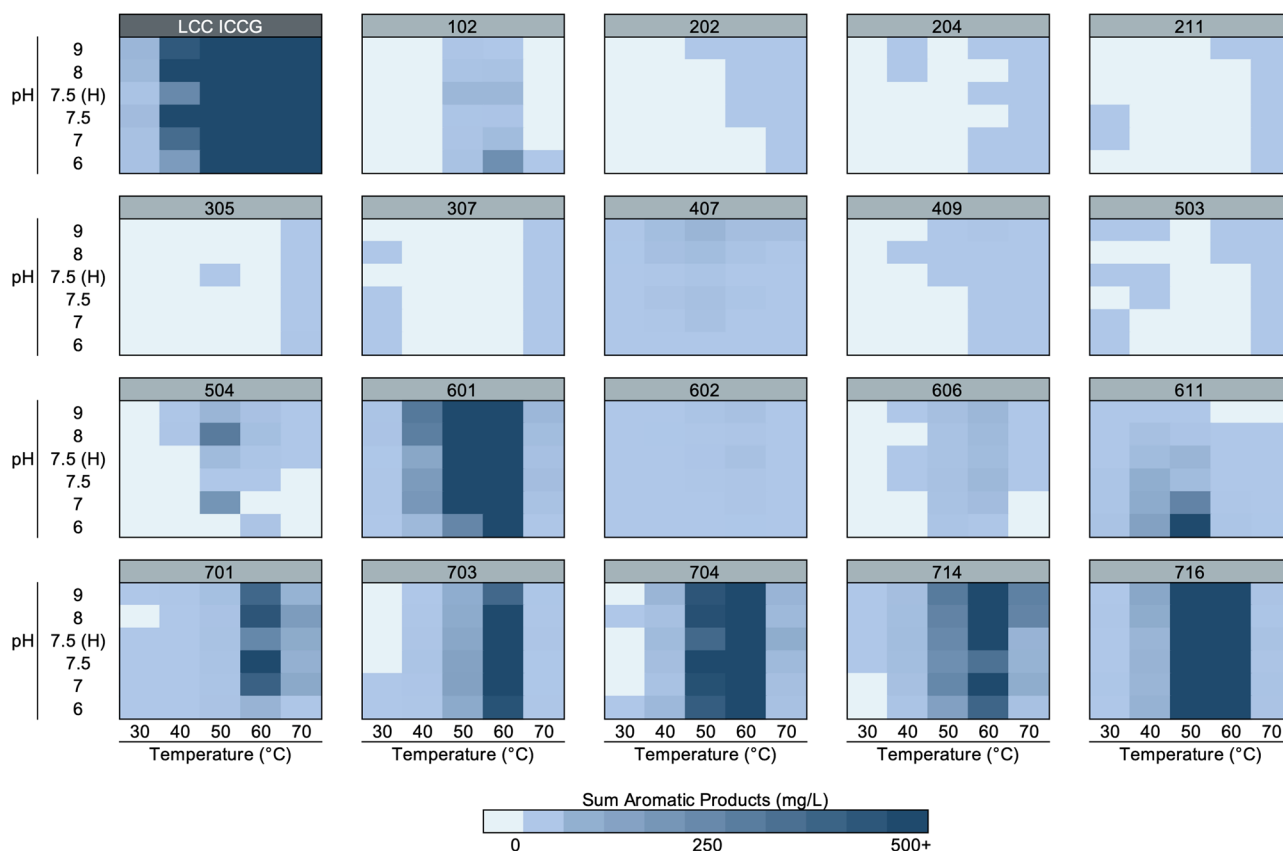 LCC ICCG 102 202 204 211
9
8
pH 7.5 (H)
7.5
7
6
305 307 407 409 503
9
8
pH 7.5 (H)
7.5
7
6
504 601 602 606 611
9
8
pH 7.5 (H)
7.5
7
6
701 703 704 714 716
9
8
pH 7.5 (H)
7.5
7
6
30 40 50 60 70 30 40 50 60 70 30 40 50 60 70 30 40 50 60 70 30 40 50 60 70
Temperature (°C) Temperature (°C) Temperature (°C) Temperature (°C) Temperature (°C)
Sum Aromatic Products (mg/L)
0 250 500+